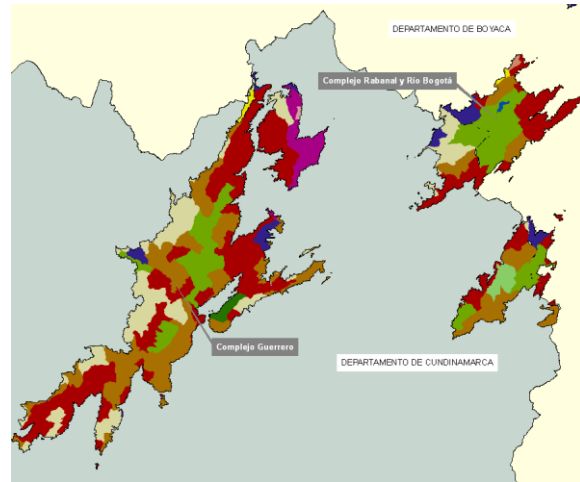 DEPARTAMENTO DE BOYACA
Complejo Rabanal y Río Bogotá
Complejo Guerrero
DEPARTAMENTO DE CUNDINAMARCA